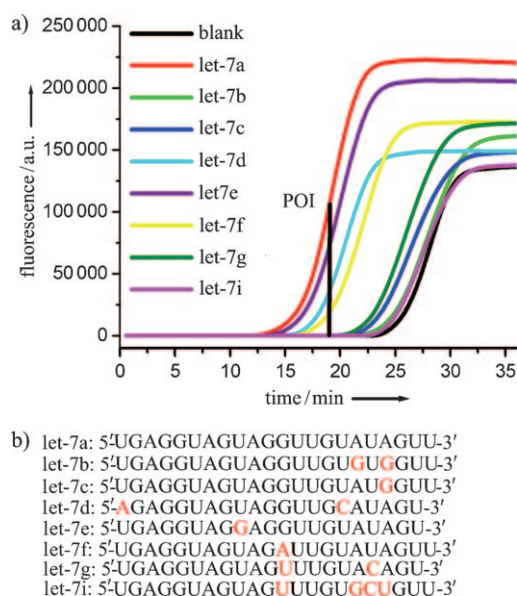 a)
250 000
200 000
150 000
100 000
50 000
0
fluorescence / a.u.
blank
let-7a
let-7b
let-7c
let-7d
let7e
let-7f
let-7g
let-7i
POI
0 5 10 15 20 25 30 35
time / min
b)
let-7a: 5′UGAGGUAGUAGGUUGUAUAGUU-3′
let-7b: 5′UGAGGUAGUAGGUUGUGUGGUU-3′
let-7c: 5′UGAGGUAGUAGGUUGUAUGGUU-3′
let-7d: 5′AGAGGUAGUAGGUUGCAUAGU-3′
let-7e: 5′UGAGGUAGGAGGUUGUAUAGU-3′
let-7f: 5′UGAGGUAGUAGAUUGUAUAGUU-3′
let-7g: 5′UGAGGUAGUAGUUUGUACAGU-3′
let-7i: 5′UGAGGUAGUAGUUUGUGCUGUU-3′